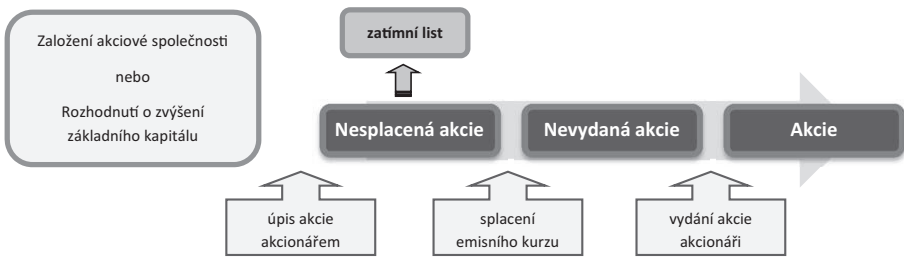 Založení akciové společnosti
nebo
Rozhodnutí o zvýšení
základního kapitálu
zatímní list
Nesplacená akcie
Nevydaná akcie
Akcie
úpis akcie
akcionářem
splacení
emisního kurzu
vydání akcie
akcionáři